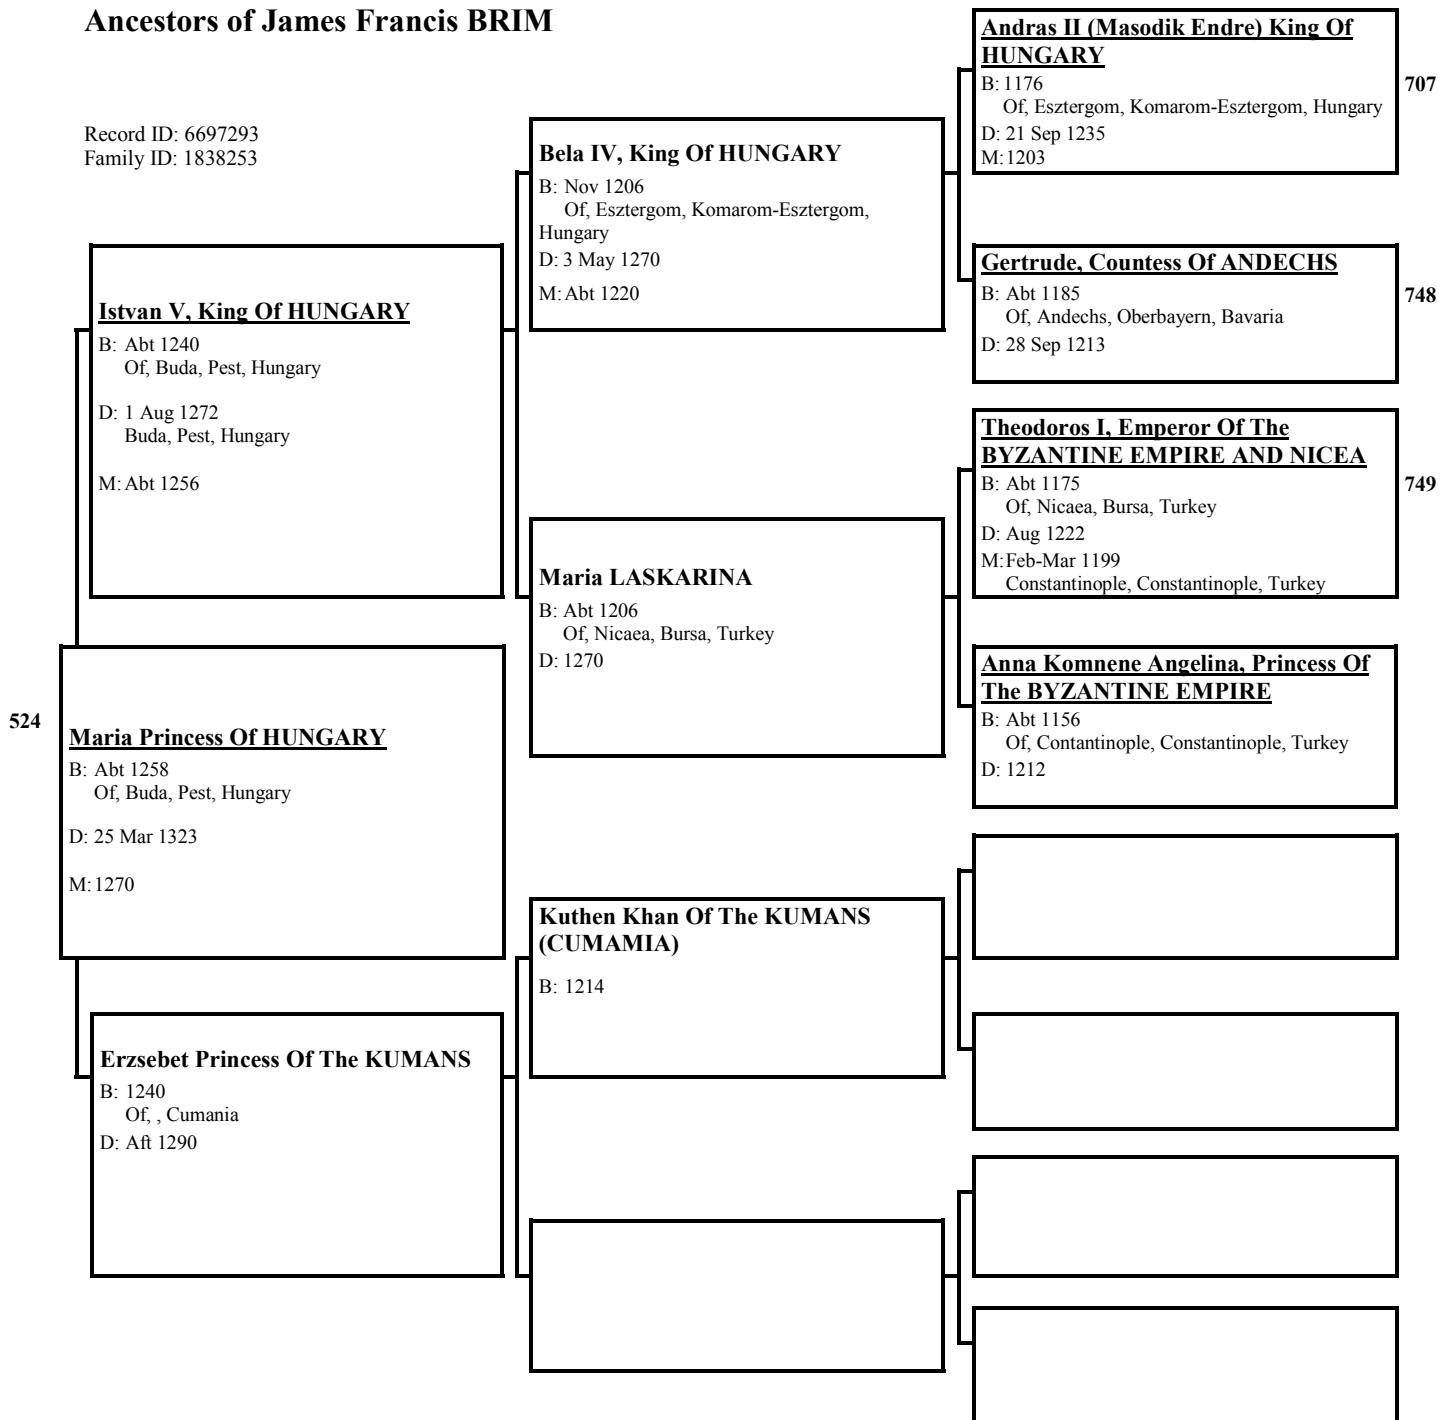 Ancestors of James Francis BRIM
Record ID: 6697293
Family ID: 1838253
Andras II (Masodik Endre) King Of
HUNGARY
B: 1176
Of, Esztergom, Komarom-Esztergom, Hungary
D: 21 Sep 1235
M: 1203
707
Bela IV, King Of HUNGARY
B: Nov 1206
Of, Esztergom, Komarom-Esztergom,
Hungary
D: 3 May 1270
M: Abt 1220
Gertrude, Countess Of ANDECHS
B: Abt 1185
Of, Andechs, Oberbayern, Bavaria
D: 28 Sep 1213
748
Istvan V, King Of HUNGARY
B: Abt 1240
Of, Buda, Pest, Hungary
D: 1 Aug 1272
Buda, Pest, Hungary
M: Abt 1256
Theodoros I, Emperor Of The
BYZANTINE EMPIRE AND NICEA
B: Abt 1175
Of, Nicaea, Bursa, Turkey
D: Aug 1222
M: Feb-Mar 1199
Constantinople, Constantinople, Turkey
749
Maria LASKARINA
B: Abt 1206
Of, Nicaea, Bursa, Turkey
D: 1270
Anna Komnene Angelina, Princess Of
The BYZANTINE EMPIRE
B: Abt 1156
Of, Contantinople, Constantinople, Turkey
D: 1212
524
Maria Princess Of HUNGARY
B: Abt 1258
Of, Buda, Pest, Hungary
D: 25 Mar 1323
M: 1270
Kuthen Khan Of The KUMANS
(CUMAMIA)
B: 1214
Erzsebet Princess Of The KUMANS
B: 1240
Of, , Cumania
D: Aft 1290